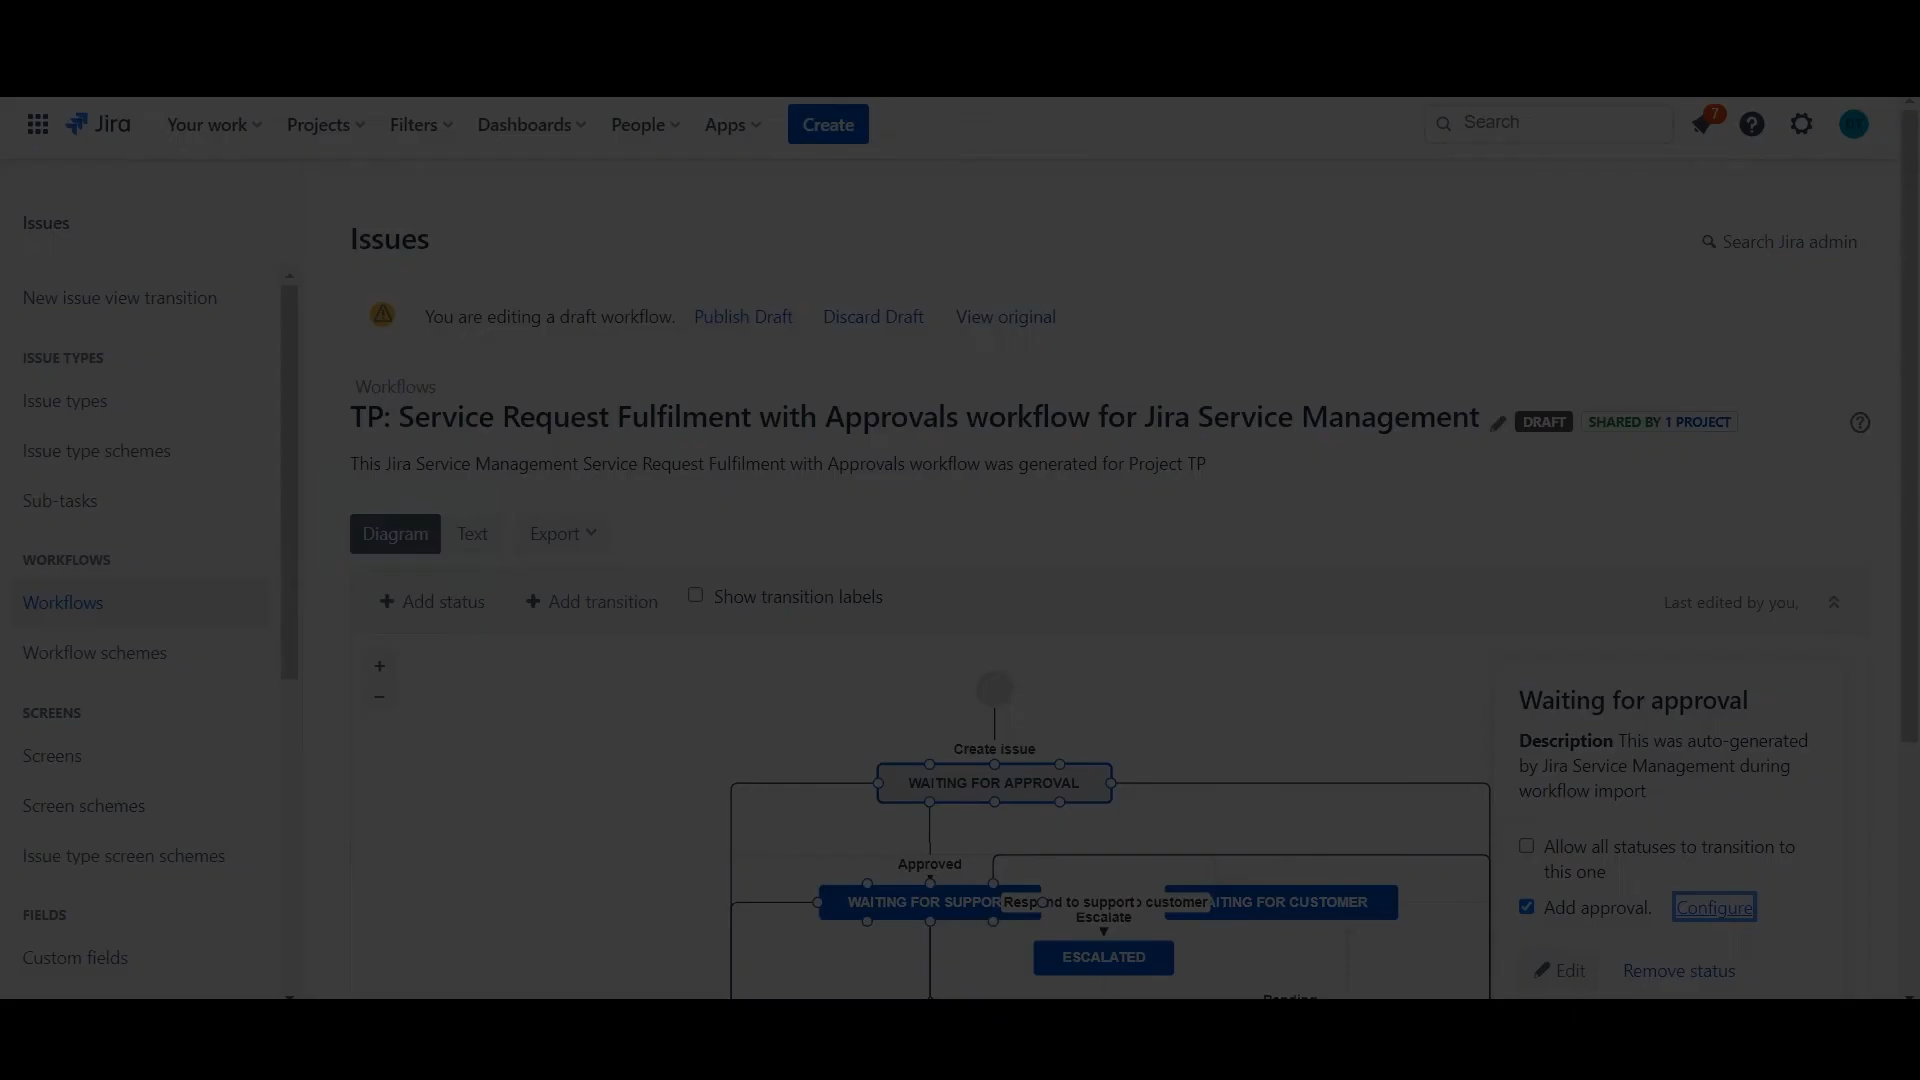 Jira
Your work
Projects
Filters
Dashboards
People
Apps
Create
Search
7
Issues
Issues
Search Jira admin
New issue view transition
You are editing a draft workflow. Publish Draft Discard Draft View original
ISSUE TYPES
Issue types
Issue type schemes
Sub-tasks
WORKFLOWS
Workflows
Workflow schemes
SCREENS
Screens
Screen schemes
Issue type screen schemes
FIELDS
Custom fields
Workflows
TP: Service Request Fulfilment with Approvals workflow for Jira Service Management
DRAFT
SHARED BY 1 PROJECT
This Jira Service Management Service Request Fulfilment with Approvals workflow was generated for Project TP
Diagram
Text
Export
Add status
Add transition
Show transition labels
Last edited by you,
Create issue
WAITING FOR APPROVAL
Approved
WAITING FOR SUPPOR
to support
customer
AITING FOR CUSTOMER
Escalate
ESCALATED
Waiting for approval
Description This was auto-generated
by Jira Service Management during
workflow import
Allow all statuses to transition to
this one
Add approval. Configure
Edit
Remove status